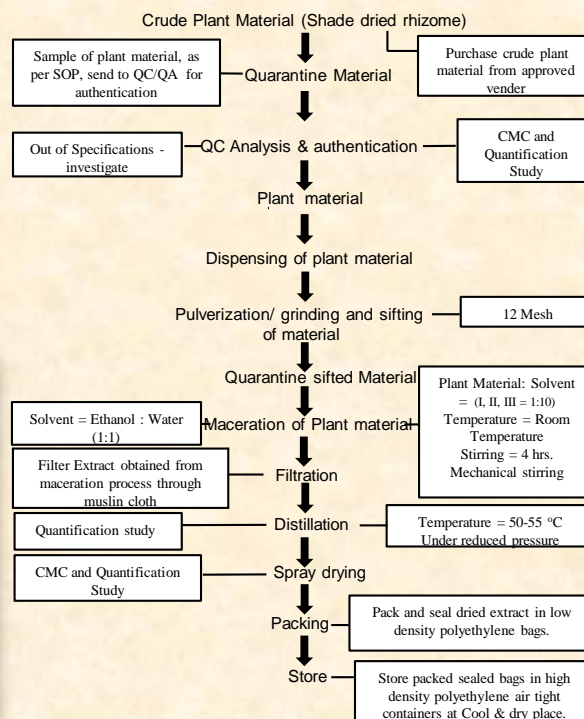 Crude Plant Material (Shade dried rhizome)
Sample of plant material, as
per SOP, send to QC/QA for
authentication
Purchase crude plant
material from approved
vender
Quarantine Material
Out of Specifications -
investigate
QC Analysis & authentication
CMC and
Quantification
Study
Plant material
Dispensing of plant material
Pulverization/ grinding and sifting
of material
12 Mesh
Quarantine sifted Material
Plant Material: Solvent
= (I, II, III = 1:10)
Temperature = Room
Temperature
Stirring = 4 hrs.
Mechanical stirring
Solvent = Ethanol : Water
(1:1)
Maceration of Plant material
Filter Extract obtained from
maceration process through
muslin cloth
Filtration
Quantification study
Distillation
Temperature = 50-55 °C
Under reduced pressure
CMC and Quantification
Study
Spray drying
Packing
Pack and seal dried extract in low
density polyethylene bags.
Store
Store packed sealed bags in high
density polyethylene air tight
containers at Cool & dry place.